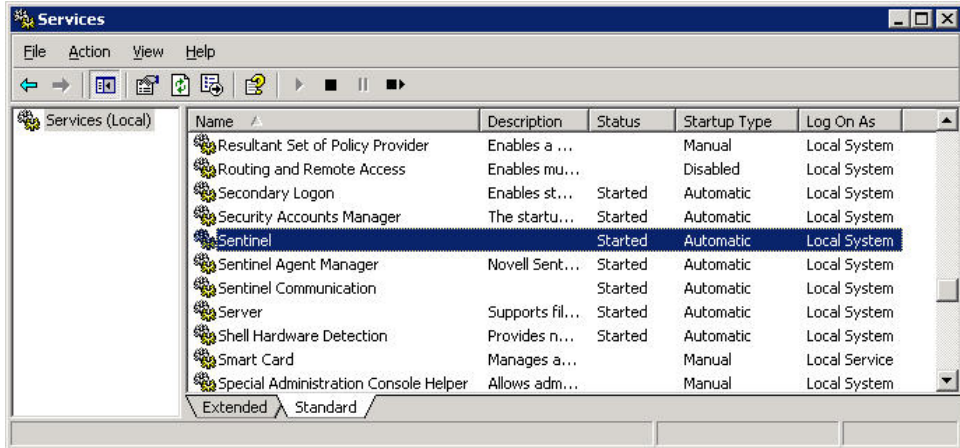 Services
File Action View Help
Services (Local)
Name Description Status Startup Type Log On As
Resultant Set of Policy Provider Enables a ... Manual Local System
Routing and Remote Access Enables mu... Disabled Local System
Secondary Logon Enables st... Started Automatic Local System
Security Accounts Manager The startu... Started Automatic Local System
Sentinel Started Automatic Local System
Sentinel Agent Manager Novell Sent... Started Automatic Local System
Sentinel Communication Started Automatic Local System
Server Supports fil... Started Automatic Local System
Shell Hardware Detection Provides n... Started Automatic Local System
Smart Card Manages a... Manual Local Service
Special Administration Console Helper Allows adm... Manual Local System
Extended Standard